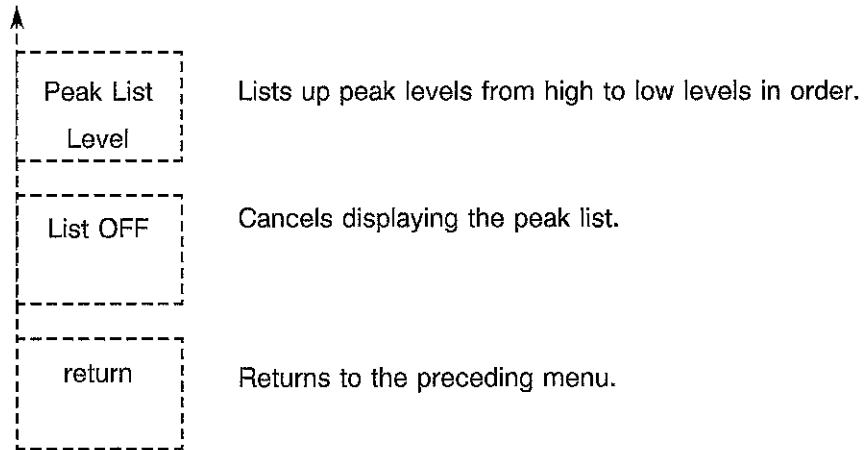 Peak List
Level
Lists up peak levels from high to low levels in order.
List OFF
Cancels displaying the peak list.
return
Returns to the preceding menu.